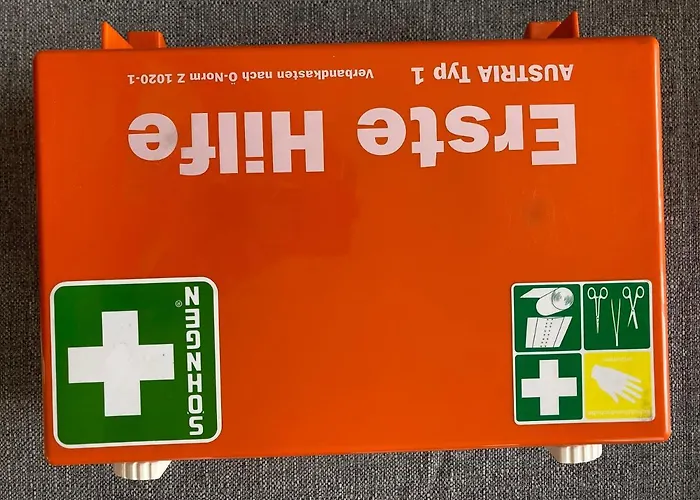 Erste Hilfe
AUSTRIA Typ 1
Verbandkasten nach Ö-Norm Z 1020-1
SÖHNGEN®